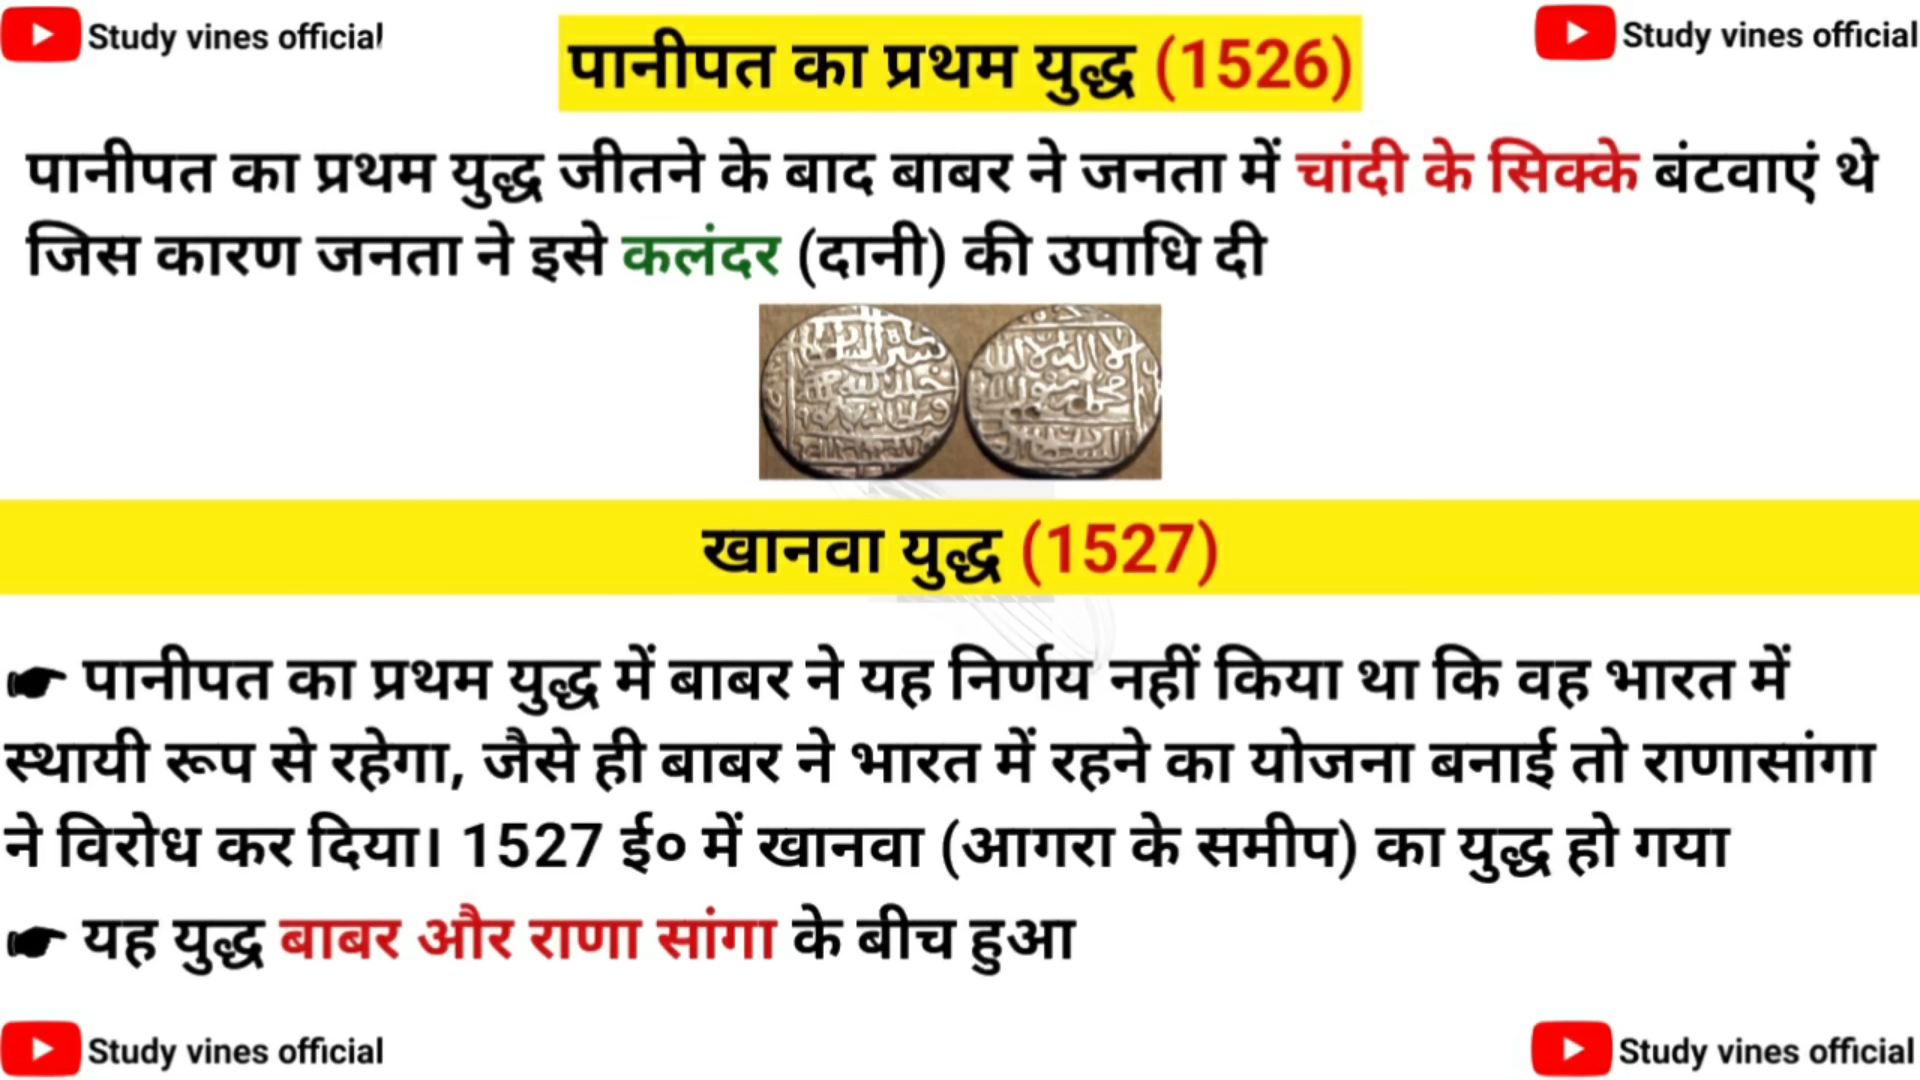 Study vines official
Study vines official
पानीपत का प्रथम युद्ध (1526)
पानीपत का प्रथम युद्ध जीतने के बाद बाबर ने जनता में चांदी के सिक्के बंटवाएं थे
जिस कारण जनता ने इसे कलंदर (दानी) की उपाधि दी
खानवा युद्ध (1527)
☛ पानीपत का प्रथम युद्ध में बाबर ने यह निर्णय नहीं किया था कि वह भारत में
स्थायी रूप से रहेगा, जैसे ही बाबर ने भारत में रहने का योजना बनाई तो राणासांगा
ने विरोध कर दिया। 1527 ई० में खानवा (आगरा के समीप) का युद्ध हो गया
☛ यह युद्ध बाबर और राणा सांगा के बीच हुआ
Study vines official
Study vines official